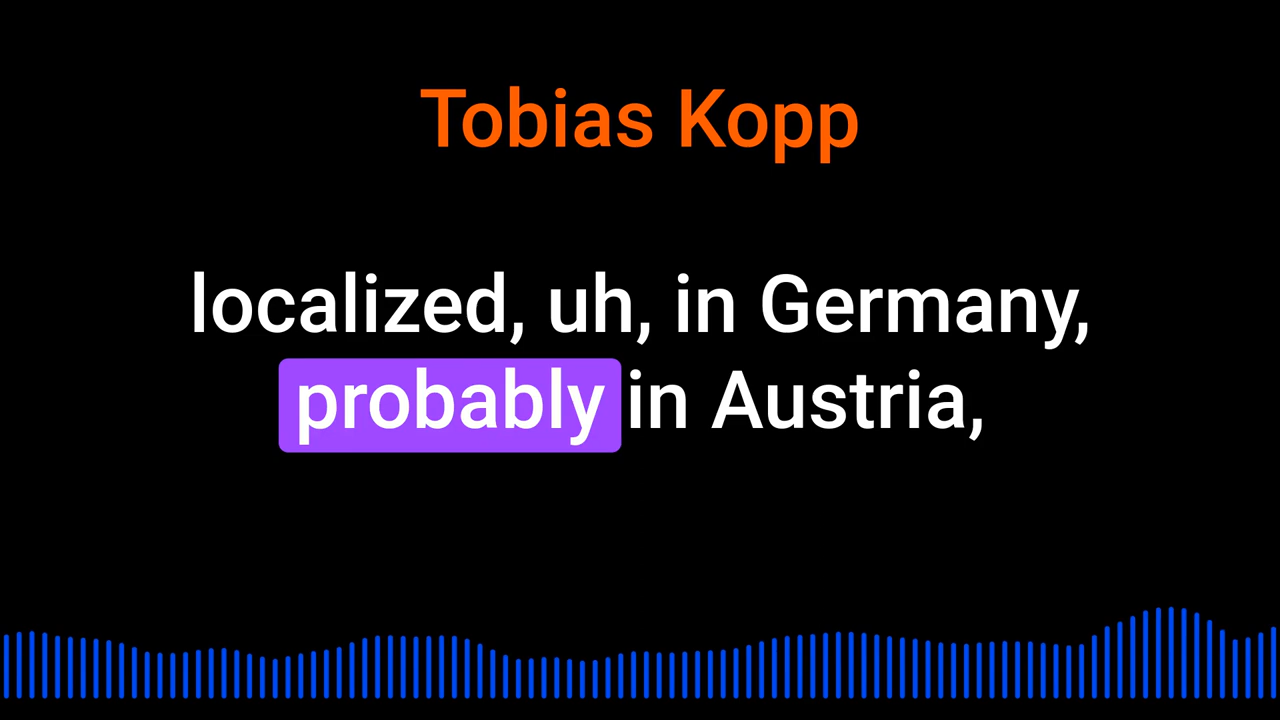 Tobias Kopp
localized, uh, in Germany,
probably in Austria,